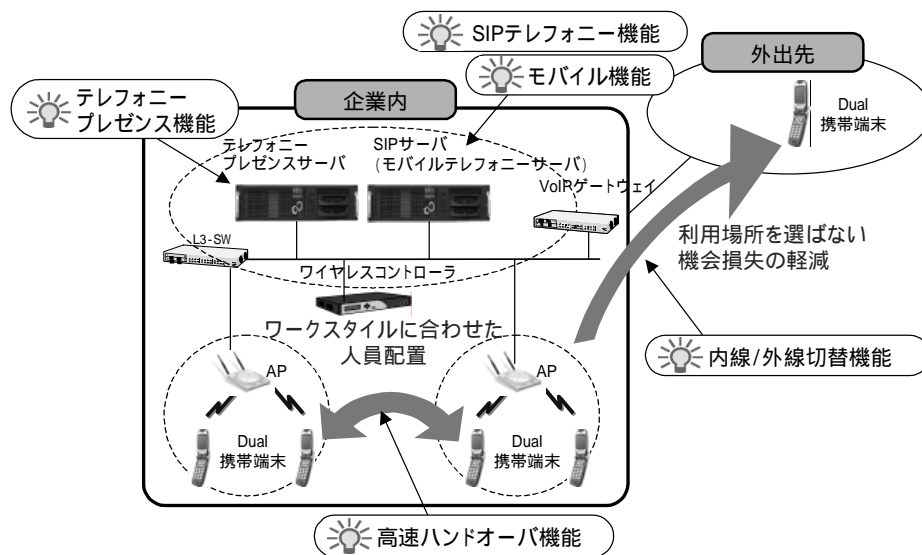 SIPテレフォニー機能
モバイル機能
外出先
テレフォニー
プレゼンス機能
企業内
Dual
携帯端末
テレフォニー
プレゼンスサーバ
SIPサーバ
(モバイルテレフォニーサーバ)
VoIPゲートウェイ
L3-SW
利用場所を選ばない
機会損失の軽減
ワイヤレスコントローラ
ワークスタイルに合わせた
人員配置
内線/外線切替機能
AP
AP
Dual
携帯端末
Dual
携帯端末
高速ハンドオーバ機能